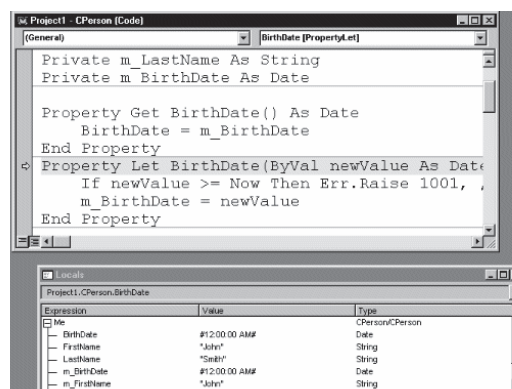 Project1 - CPerson (Code)
(General) BirthDate [PropertyLet]
Private m_LastName As String
Private m_BirthDate As Date
Property Get BirthDate() As Date
BirthDate = m_BirthDate
End Property
Property Let BirthDate(ByVal newValue As Date
If newValue >= Now Then Err.Raise 1001, ,
m_BirthDate = newValue
End Property
Locals
Project1.CPerson.BirthDate
Expression Value Type
Me CPerson/CPerson
BirthDate #12:00:00 AM# Date
FirstName "John" String
LastName "Smith" String
m_BirthDate #12:00:00 AM# Date
m_FirstName "John" String